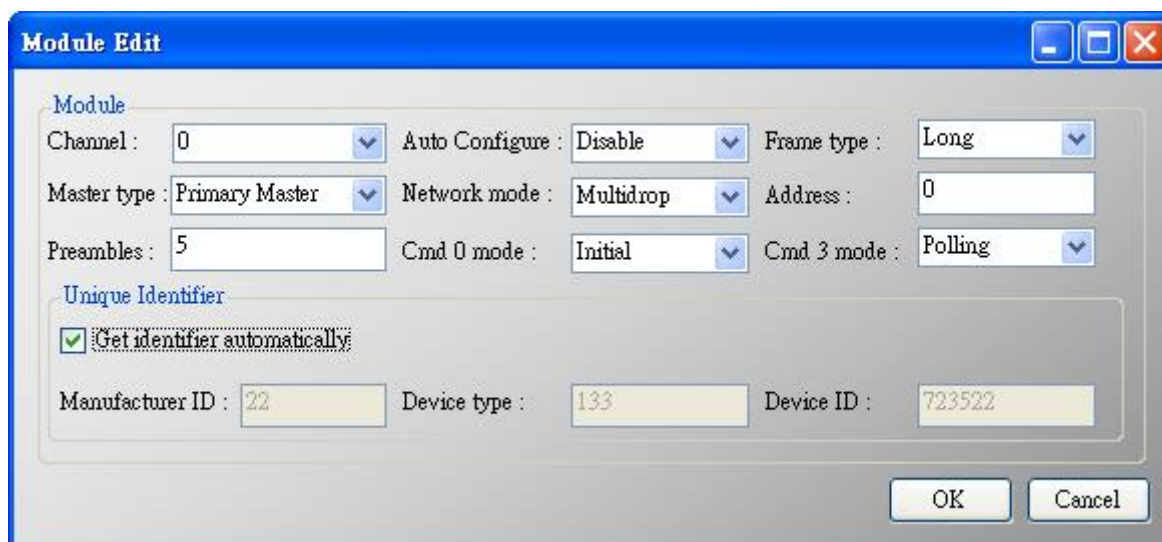 Module Edit
Module
Channel : 0 Auto Configure : Disable Frame type : Long
Master type : Primary Master Network mode : Multidrop Address : 0
Preambles : 5 Cmd 0 mode : Initial Cmd 3 mode : Polling
Unique Identifier
Get identifier automatically
Manufacturer ID : 22 Device type : 133 Device ID : 723522
OK Cancel